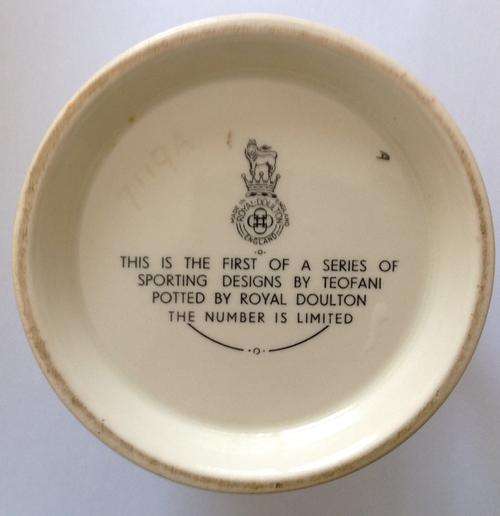 MADE IN ENGLAND
ROYAL DOULTON
ENGLAND
THIS IS THE FIRST OF A SERIES OF
SPORTING DESIGNS BY TEOFANI
POTTED BY ROYAL DOULTON
THE NUMBER IS LIMITED
A